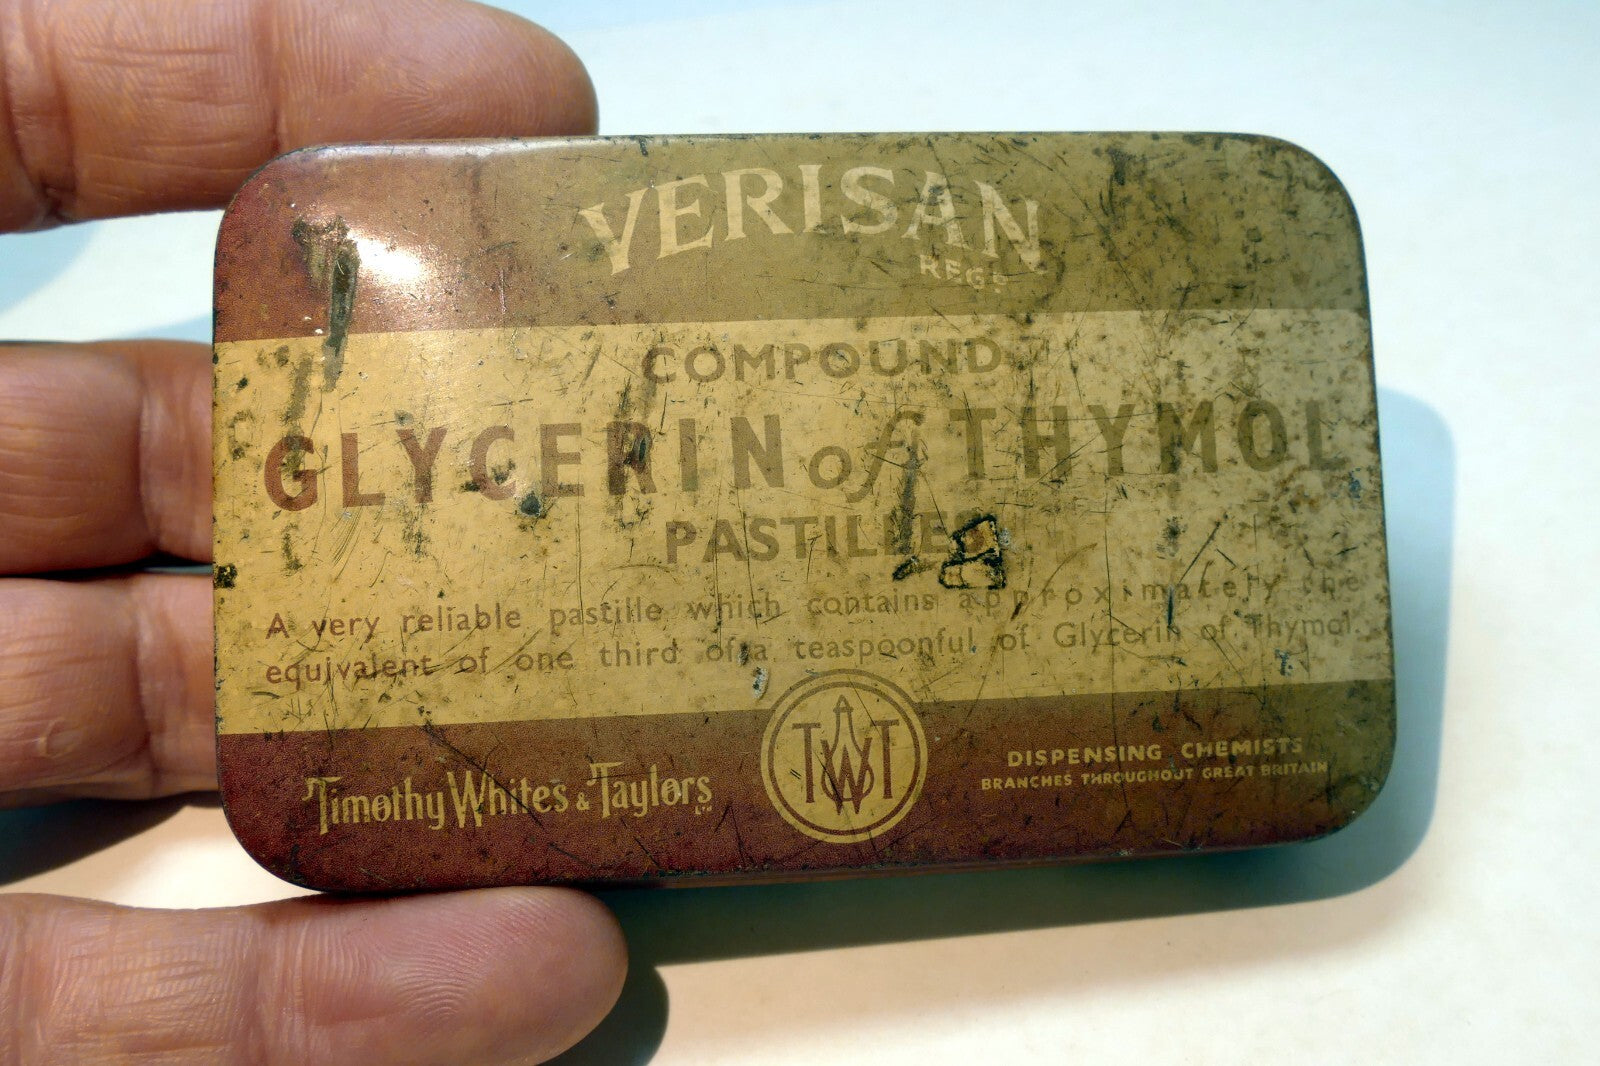 VERISAN
REGD
COMPOUND
GLYCERIN of THYMOL
PASTILLES
A very reliable pastille which contains approximately the
equivalent of one third of a teaspoonful of Glycerin of Thymol.
Timothy Whites & Taylors LTD
TWT
DISPENSING CHEMISTS
BRANCHES THROUGHOUT GREAT BRITAIN